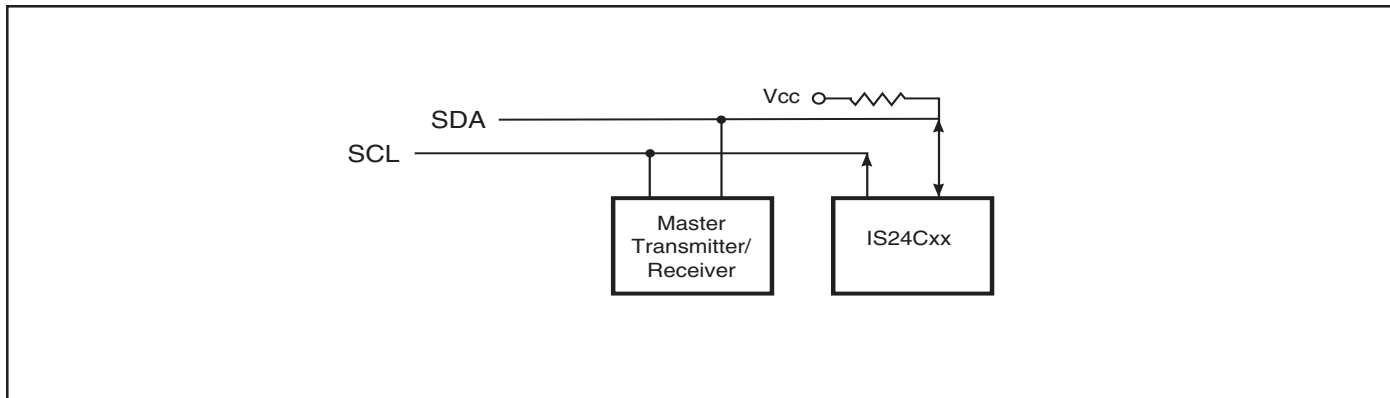 Vcc
SDA
SCL
Master
Transmitter/
Receiver
IS24Cxx